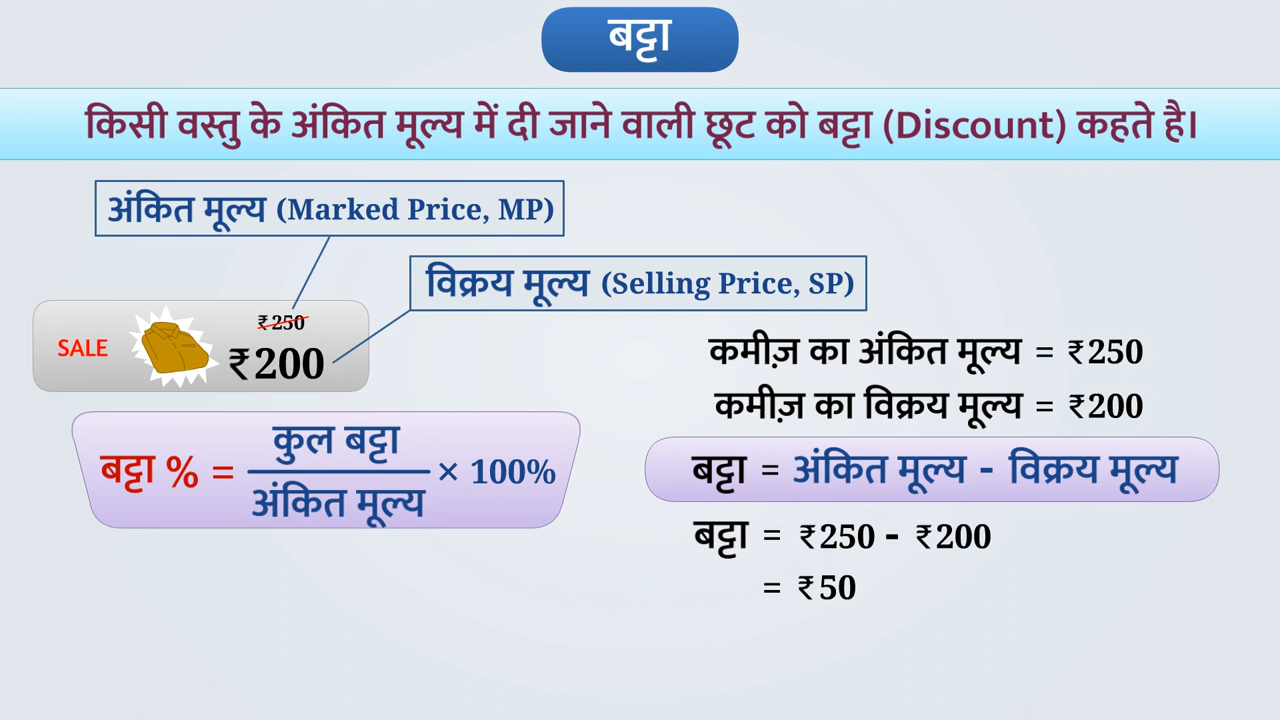 बट्टा
किसी वस्तु के अंकित मूल्य में दी जाने वाली छूट को बट्टा (Discount) कहते है।
अंकित मूल्य (Marked Price, MP)
विक्रय मूल्य (Selling Price, SP)
SALE
₹250
₹200
कमीज़ का अंकित मूल्य = ₹250
कमीज़ का विक्रय मूल्य = ₹200
बट्टा % = कुल बट्टा / अंकित मूल्य × 100%
बट्टा = अंकित मूल्य - विक्रय मूल्य
बट्टा = ₹250 - ₹200
= ₹50